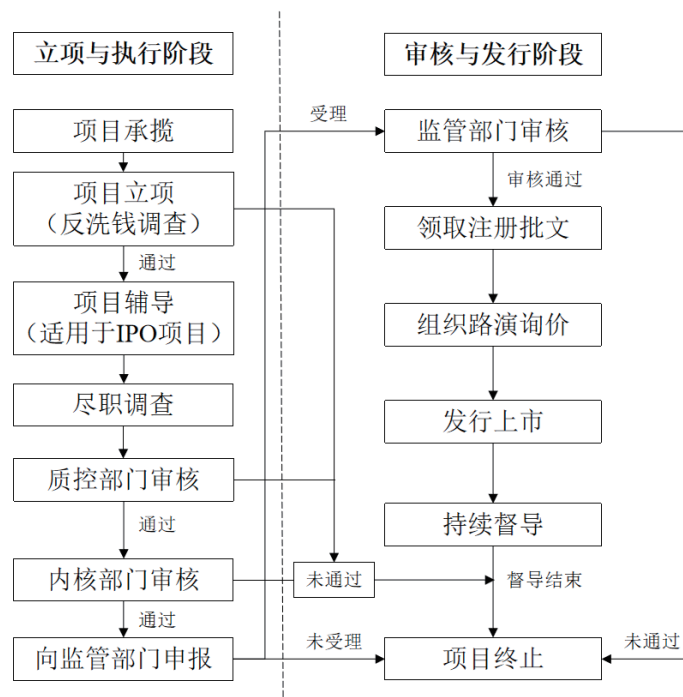 立项与执行阶段
项目承揽
项目立项
（反洗钱调查）
通过
项目辅导
（适用于IPO项目）
尽职调查
质控部门审核
通过
内核部门审核
通过
向监管部门申报
未通过
受理
未受理
审核与发行阶段
监管部门审核
审核通过
领取注册批文
组织路演询价
发行上市
持续督导
督导结束
项目终止
未通过